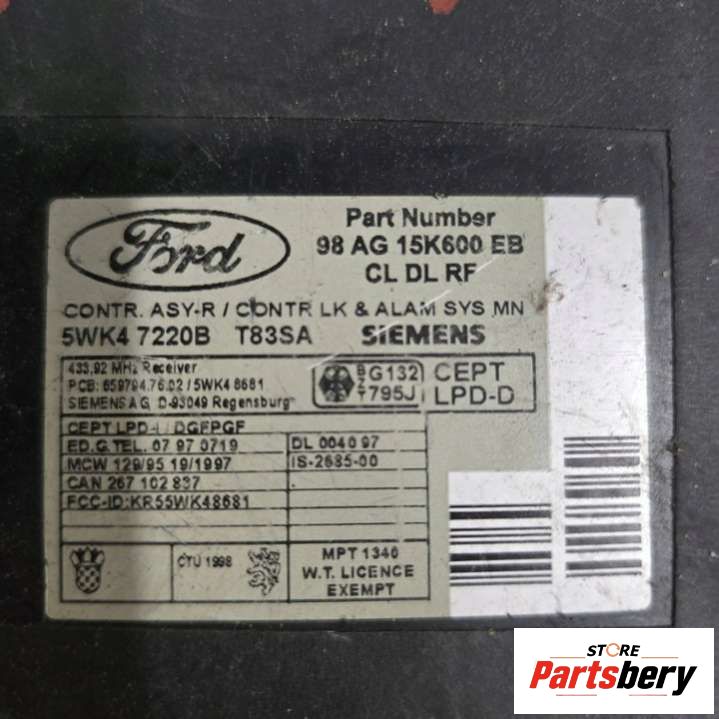 Ford
Part Number
98 AG 15K600 EB
CL DL RF
CONTR. ASY-R / CONTR LK & ALAM SYS MN
5WK4 7220B T83SA SIEMENS
433,92 MHz Receiver
PCB: 659794.76.02 / 5WK4 8681
SIEMENS AG, D-93049 Regensburg
BZT
G132
795J
CEPT
LPD-D
CEPT LPD-I DGFPGF
ED.G.TEL. 07 97 0719
MCW 129/95 19/1997
CAN 267 102 837
FCC-ID:KR55WK48681
DL 0040 97
IS-2685-00
CTU 1998
MPT 1340
W.T. LICENCE
EXEMPT
STORE
Partsbery